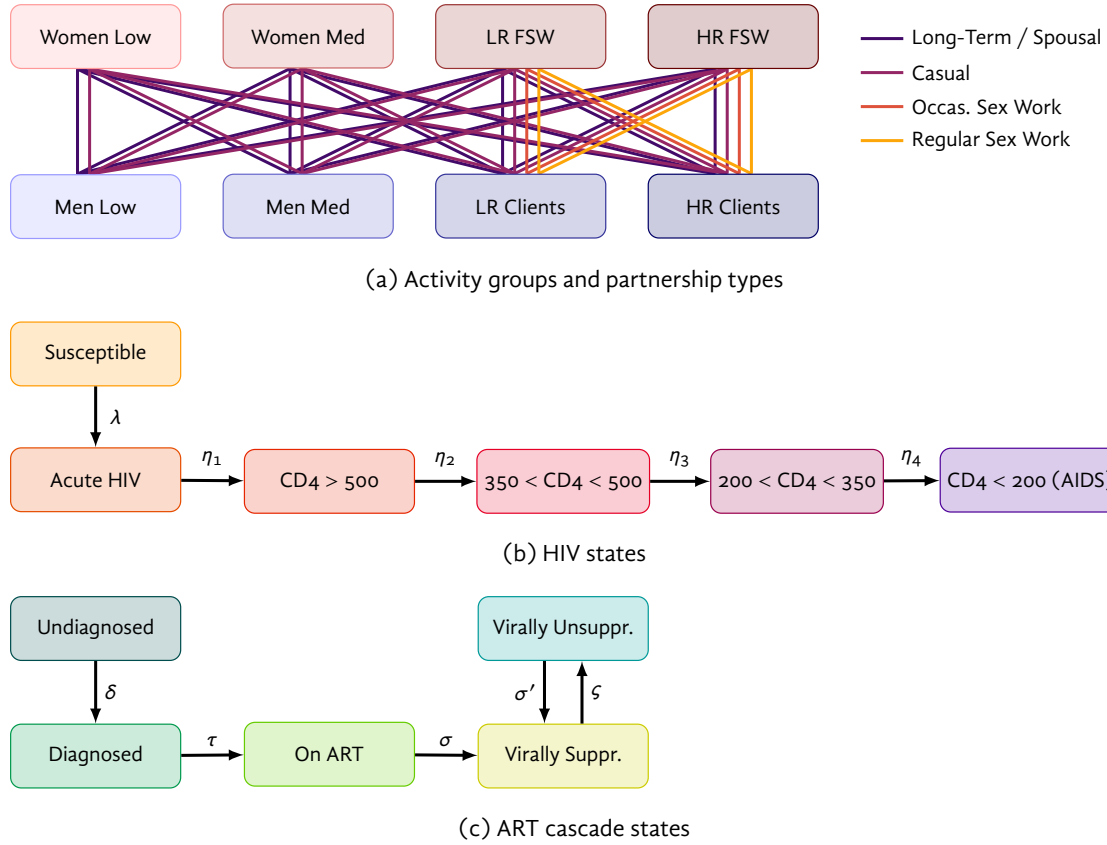 Women Low
Women Med
LR FSW
HR FSW
Long-Term / Spousal
Casual
Occas. Sex Work
Regular Sex Work
Men Low
Men Med
LR Clients
HR Clients
(a) Activity groups and partnership types
Susceptible
λ
Acute HIV
η1
CD4 > 500
η2
350 < CD4 < 500
η3
200 < CD4 < 350
η4
CD4 < 200 (AIDS)
(b) HIV states
Undiagnosed
Virally Unsuppr.
δ
σ′
ς
Diagnosed
τ
On ART
σ
Virally Suppr.
(c) ART cascade states